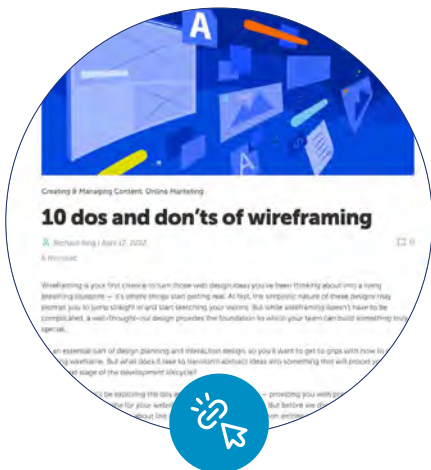 A
A
Creating & Managing Content, Online Marketing
10 dos and don'ts of wireframing
Richard King | April 12, 2022 0
6 min read
Wireframing is your first chance to turn those web design ideas you've been thinking about into a living
breathing blueprint — it's where things start getting real. At first, the simplistic nature of these designs may
prompt you to jump straight in and start sketching your visions. But while wireframing doesn't have to be
complicated, a well-thought-out design provides the foundation to which your team can build something truly
special.
an essential part of design planning and interaction design, so you'll want to get to grips with how to
wireframe. But what does it take to transform abstract ideas into something that will propel you
next stage of the development lifecycle?
be exploring the dos — providing you with
for your But before we
about the